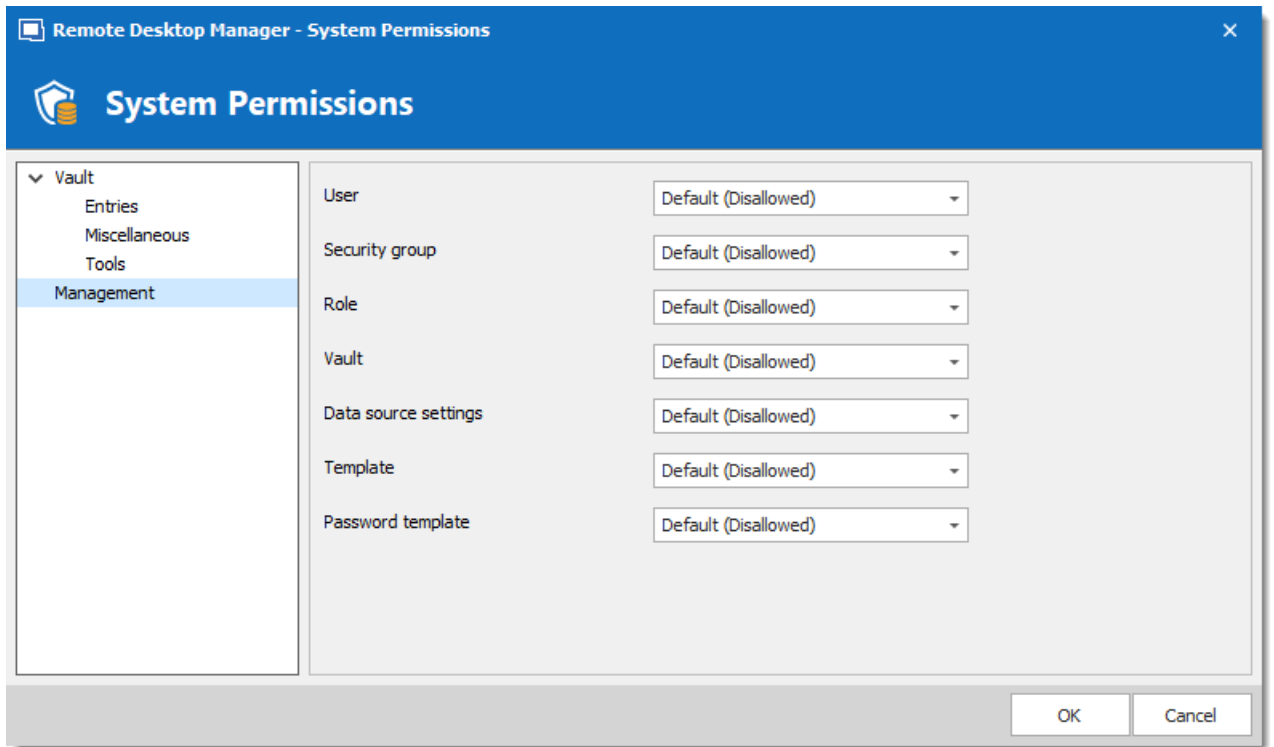 Remote Desktop Manager - System Permissions
System Permissions
Vault
Entries
Miscellaneous
Tools
Management
User Default (Disallowed)
Security group Default (Disallowed)
Role Default (Disallowed)
Vault Default (Disallowed)
Data source settings Default (Disallowed)
Template Default (Disallowed)
Password template Default (Disallowed)
OK Cancel